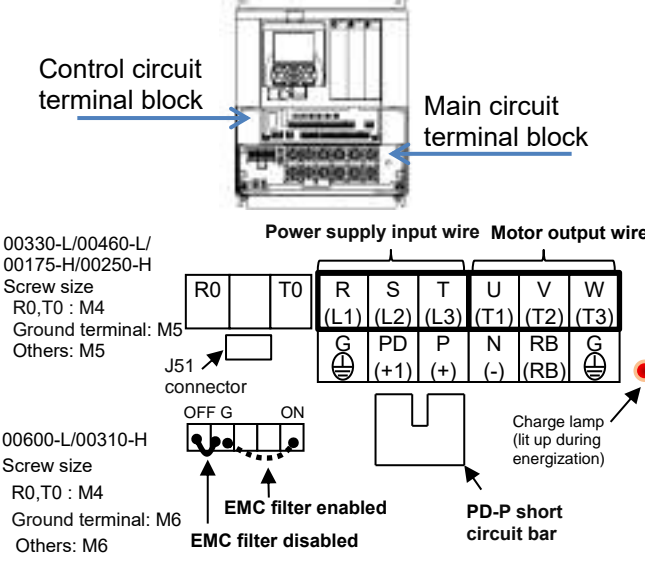 Control circuit
terminal block
Main circuit
terminal block
Power supply input wire Motor output wire
00330-L/00460-L/
00175-H/00250-H
Screw size
R0,T0 : M4
Ground terminal: M5
Others: M5
R0 T0 R S T U V W
(L1) (L2) (L3) (T1) (T2) (T3)
G PD P N RB G
(+1) (+) (-) (RB)
J51
connector
OFF G ON
Charge lamp
(lit up during
energization)
00600-L/00310-H
Screw size
R0,T0 : M4
Ground terminal: M6
Others: M6
EMC filter enabled
EMC filter disabled
PD-P short
circuit bar